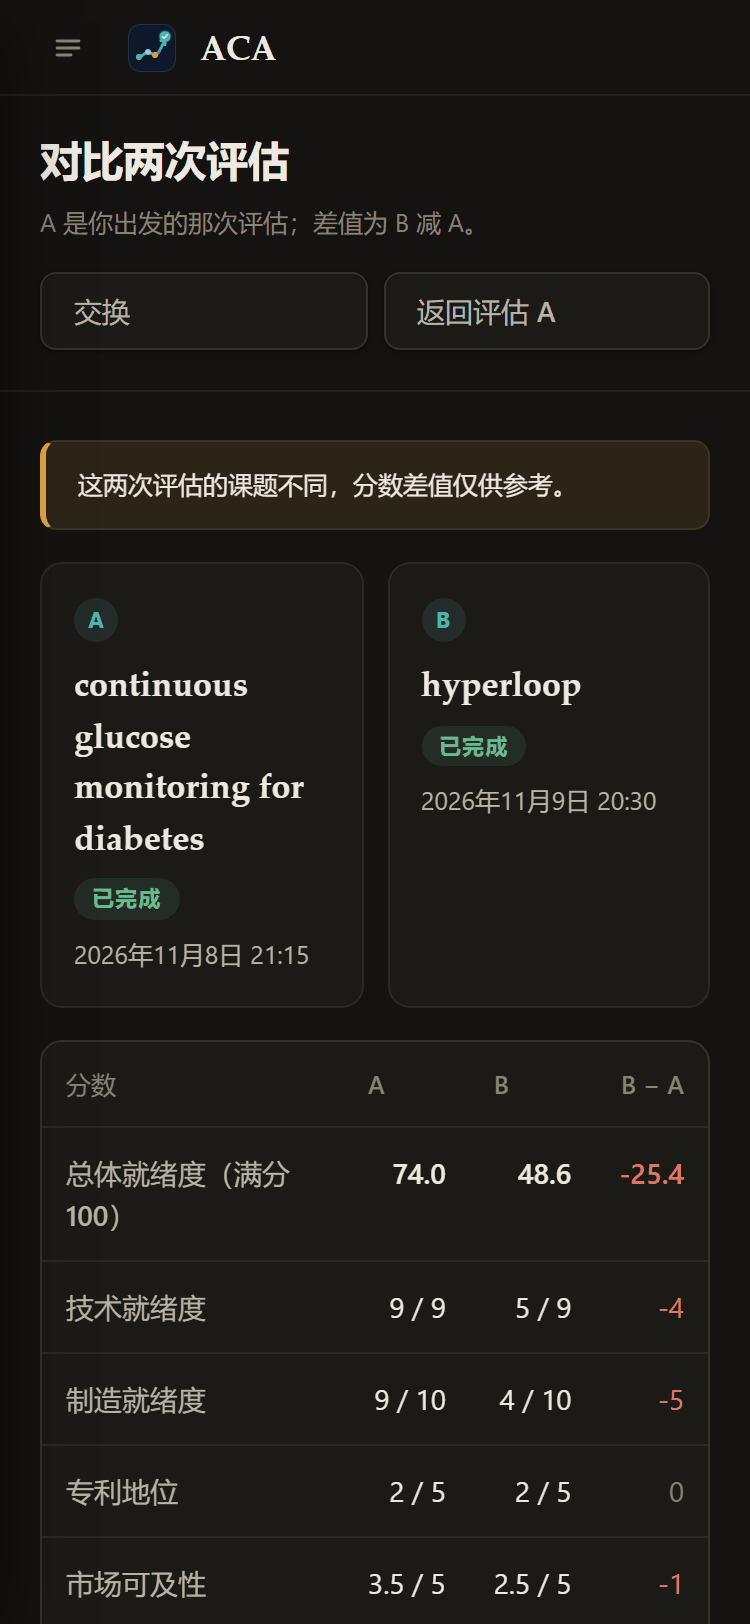 ACA
对比两次评估
A 是你出发的那次评估；差值为 B 减 A。
交换
返回评估 A
这两次评估的课题不同，分数差值仅供参考。
A
continuous
glucose
monitoring for
diabetes
已完成
2026年11月8日 21:15
B
hyperloop
已完成
2026年11月9日 20:30
分数 A B B – A
总体就绪度（满分 74.0 48.6 -25.4
100）
技术就绪度 9 / 9 5 / 9 -4
制造就绪度 9 / 10 4 / 10 -5
专利地位 2 / 5 2 / 5 0
市场可及性 3.5 / 5 2.5 / 5 -1